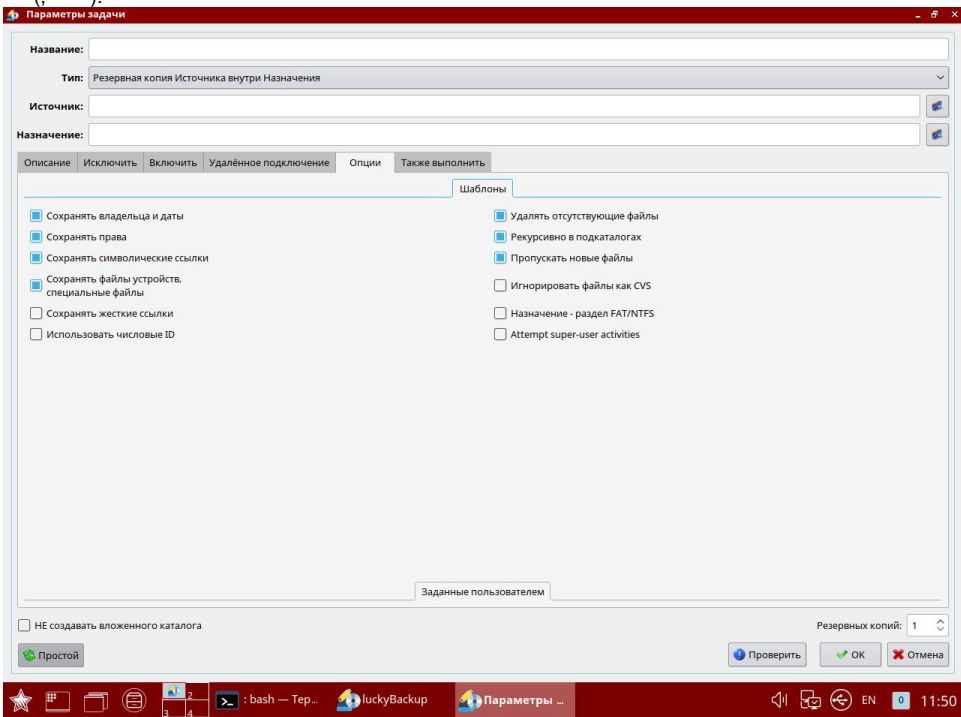 Параметры задачи
Название:
Тип: Резервная копия Источника внутри Назначения
Источник:
Назначение:
Описание Исключить Включить Удалённое подключение Опции Также выполнить
Шаблоны
Сохранять владельца и даты
Удалять отсутствующие файлы
Сохранять права
Рекурсивно в подкаталогах
Сохранять символические ссылки
Пропускать новые файлы
Сохранять файлы устройств,
специальные файлы
Игнорировать файлы как CVS
Сохранять жесткие ссылки
Назначение - раздел FAT/NTFS
Использовать числовые ID
Attempt super-user activities
Заданные пользователем
НЕ создавать вложенного каталога
Резервных копий: 1
Простой
Проверить
ОК
Отмена
2
3 4
: bash — Тер...
luckyBackup
Параметры ...
EN
0
11:50